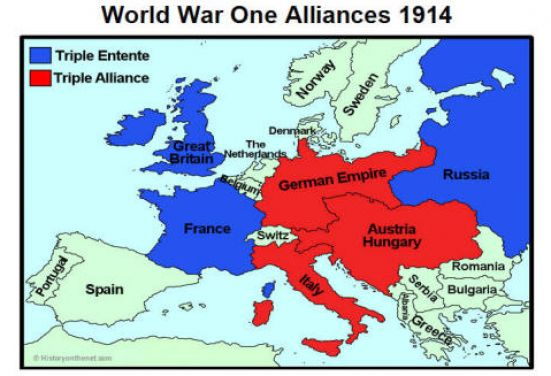 World War One Alliances 1914
Triple Entente
Triple Alliance
Norway
Sweden
Denmark
Great
Britain
The
Netherlands
Belgium
German Empire
Russia
France
Switz
Austria
Hungary
Italy
Portugal
Spain
Romania
Serbia
Bulgaria
Albania
Greece
© Historyonthenet.com